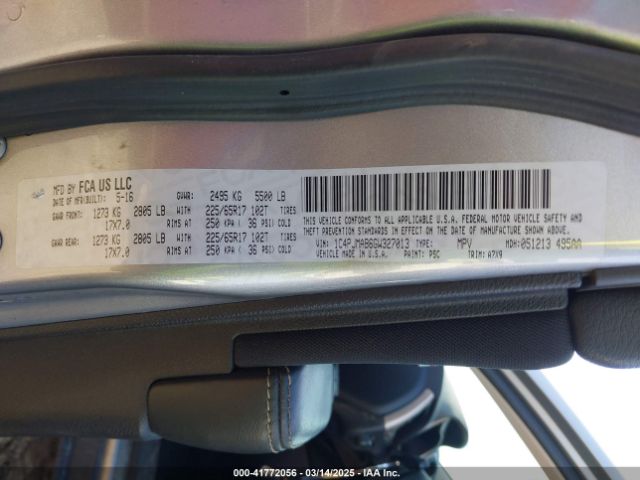 MFD BY FCA US LLC
DATE OF MFR(BUILT): 5-16 GVWR: 2495 KG 5500 LB
GAWR FRONT: 1273 KG 2805 LB WITH 225/65R17 102T TIRES
17X7.0 RIMS AT 250 KPA( 36 PSI) COLD
GAWR REAR: 1273 KG 2805 LB WITH 225/65R17 102T TIRES
17X7.0 RIMS AT 250 KPA( 36 PSI) COLD
THIS VEHICLE CONFORMS TO ALL APPLICABLE U.S.A. FEDERAL MOTOR VEHICLE SAFETY AND
THEFT PREVENTION STANDARDS IN EFFECT ON THE DATE OF MANUFACTURE SHOWN ABOVE.
VIN: 1C4PJMAB6GW327013 TYPE: MPV MDH:051213 495AA
MADE IN U.S.A. PAINT: PSC TRIM: A7X9
000-41772056 — 03/14/2025 — IAA Inc.